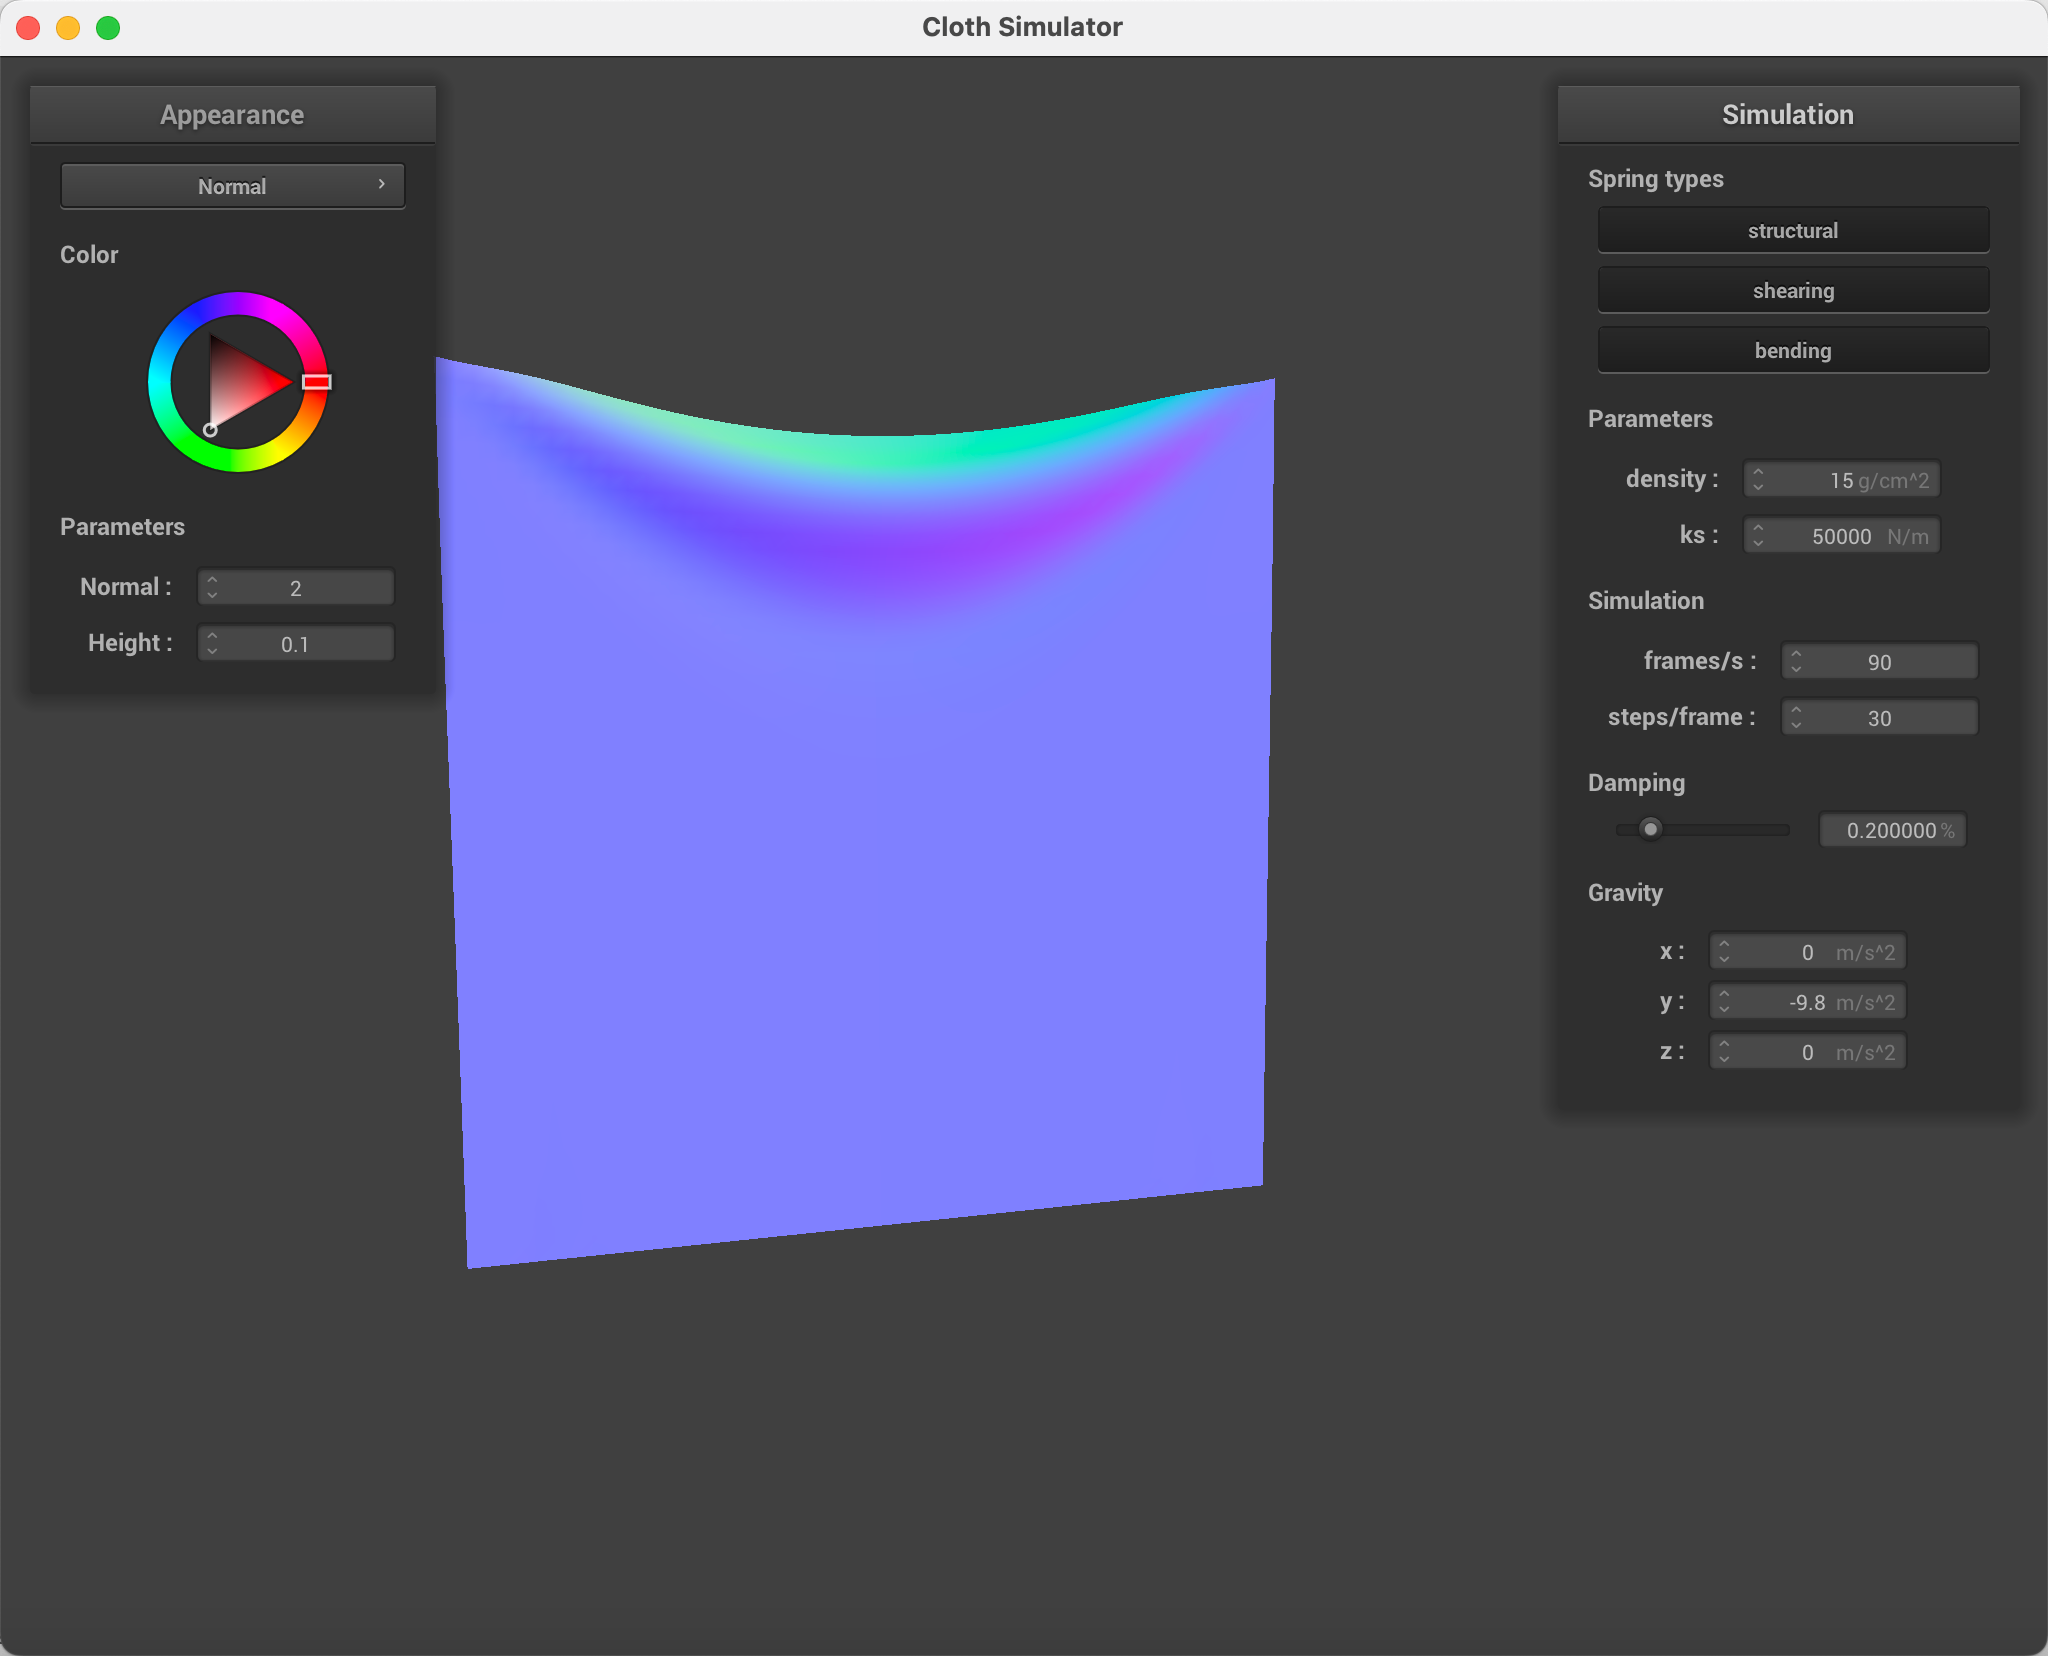 Cloth Simulator
Appearance
Normal
Color
Parameters
Normal : 2
Height : 0.1
Simulation
Spring types
structural
shearing
bending
Parameters
density : 15 g/cm^2
ks : 50000 N/m
Simulation
frames/s : 90
steps/frame : 30
Damping
0.200000 %
Gravity
x : 0 m/s^2
y : -9.8 m/s^2
z : 0 m/s^2